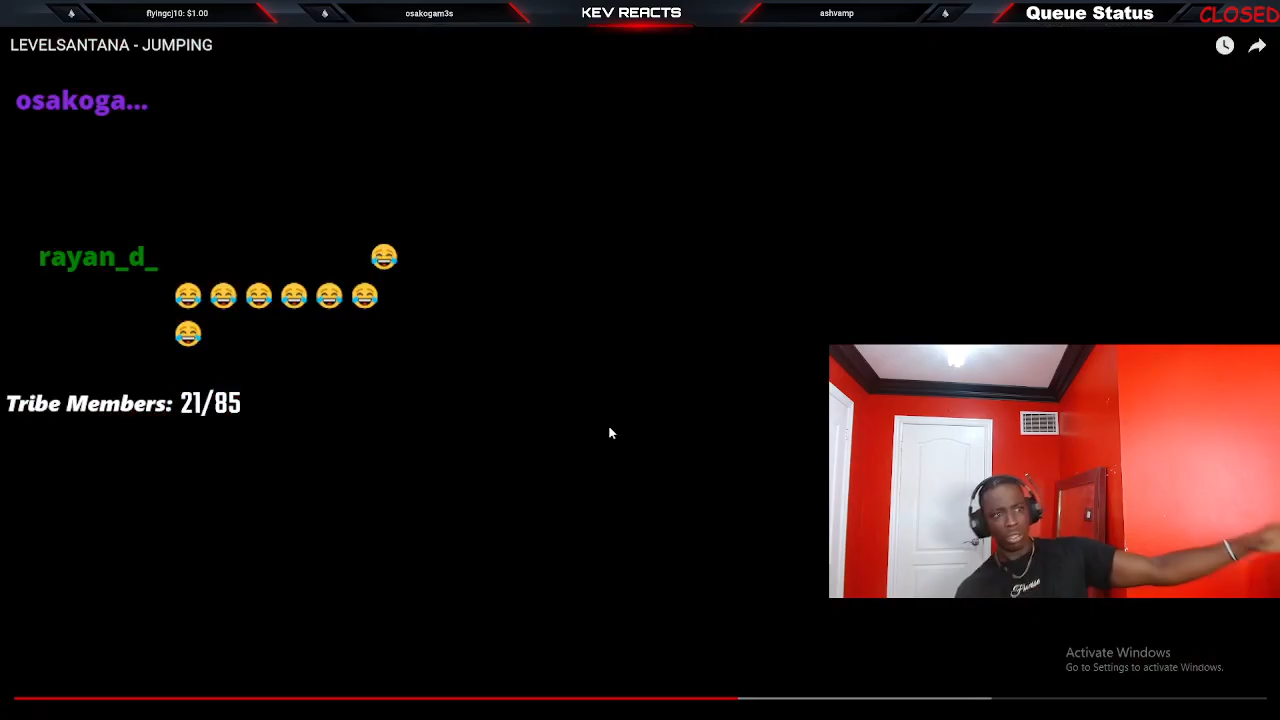 flyingcj10: $1.00
osakogam3s
KEV REACTS
ashvamp
Queue Status
CLOSED
LEVELSANTANA - JUMPING
osakoga...
rayan_d_ 😂
😂 😂 😂 😂 😂 😂
😂
Tribe Members: 21/85
Activate Windows
Go to Settings to activate Windows.